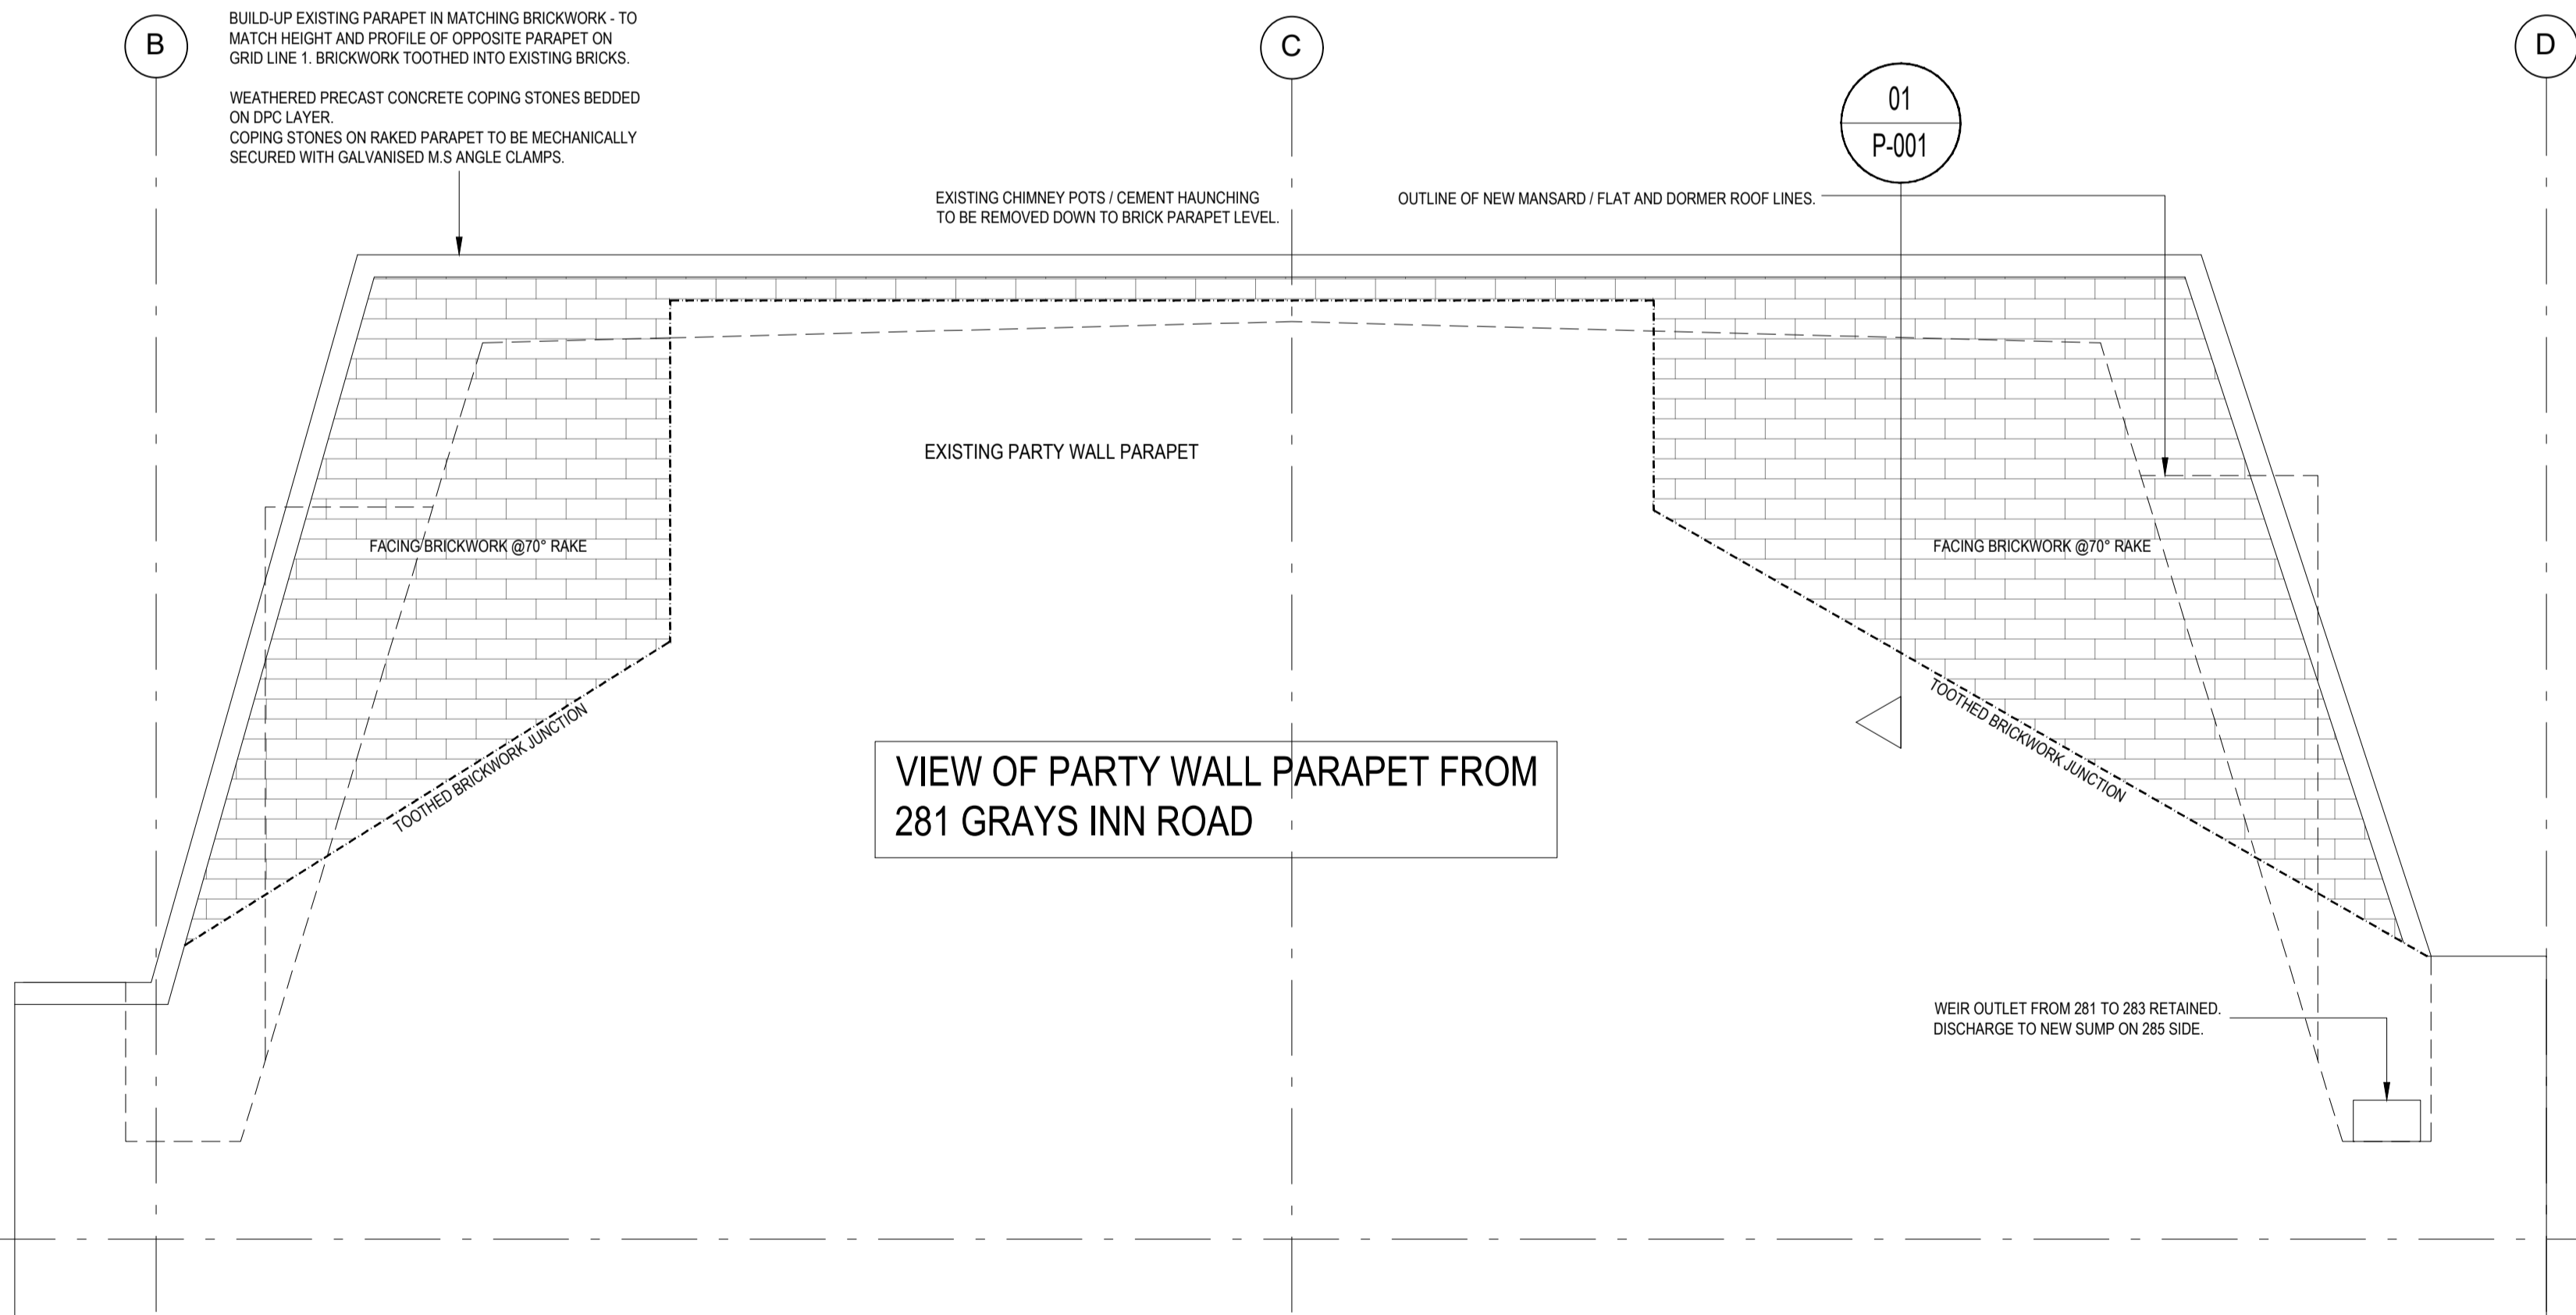 B
BUILD-UP EXISTING PARAPET IN MATCHING BRICKWORK - TO
MATCH HEIGHT AND PROFILE OF OPPOSITE PARAPET ON
GRID LINE 1. BRICKWORK TOOTHED INTO EXISTING BRICKS.
WEATHERED PRECAST CONCRETE COPING STONES BEDDED
ON DPC LAYER.
COPING STONES ON RAKED PARAPET TO BE MECHANICALLY
SECURED WITH GALVANISED M.S ANGLE CLAMPS.
C
D
01
P-001
EXISTING CHIMNEY POTS / CEMENT HAUNCHING
TO BE REMOVED DOWN TO BRICK PARAPET LEVEL.
OUTLINE OF NEW MANSARD / FLAT AND DORMER ROOF LINES.
EXISTING PARTY WALL PARAPET
FACING BRICKWORK @70° RAKE
FACING BRICKWORK @70° RAKE
TOOTHED BRICKWORK JUNCTION
TOOTHED BRICKWORK JUNCTION
VIEW OF PARTY WALL PARAPET FROM
281 GRAYS INN ROAD
WEIR OUTLET FROM 281 TO 283 RETAINED.
DISCHARGE TO NEW SUMP ON 285 SIDE.